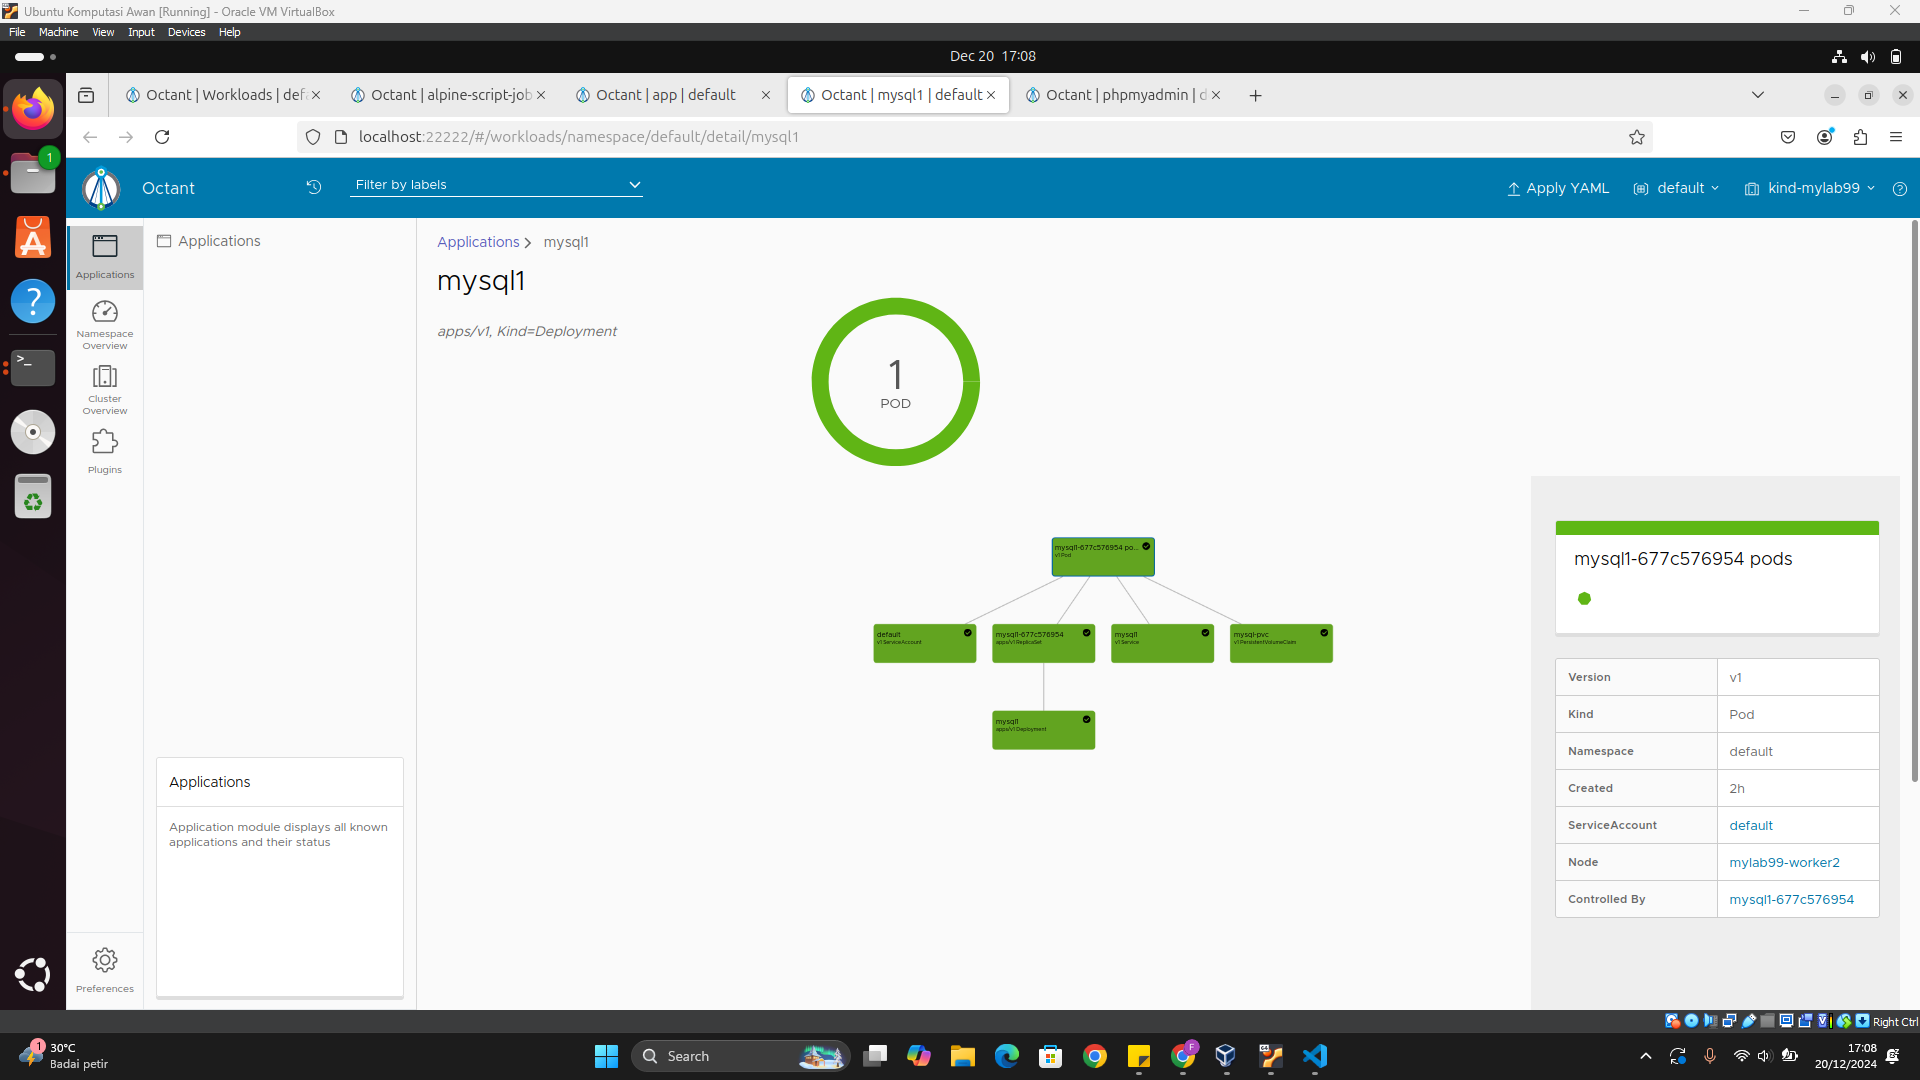 Ubuntu Komputasi Awan [Running] - Oracle VM VirtualBox
File Machine View Input Devices Help
Dec 20 17:08
Octant | Workloads | def
Octant | alpine-script-job
Octant | app | default
Octant | mysql1 | default
Octant | phpmyadmin | d
localhost:22222/#/workloads/namespace/default/detail/mysql1
1
Octant
Filter by labels
Apply YAML
default
kind-mylab99
Applications
Namespace Overview
Cluster Overview
Plugins
Preferences
Applications
Applications
Application module displays all known
applications and their status
Applications > mysql1
mysql1
apps/v1, Kind=Deployment
1
POD
mysql1-677c576954 po...
v1 Pod
default
v1 ServiceAccount
mysql1-677c576954
apps/v1 ReplicaSet
mysql1
v1 Service
mysql-pvc
v1 PersistentVolumeClaim
mysql1
apps/v1 Deployment
mysql1-677c576954 pods
Version v1
Kind Pod
Namespace default
Created 2h
ServiceAccount default
Node mylab99-worker2
Controlled By mysql1-677c576954
Right Ctrl
1
30°C
Badai petir
Search
F
17:08
20/12/2024